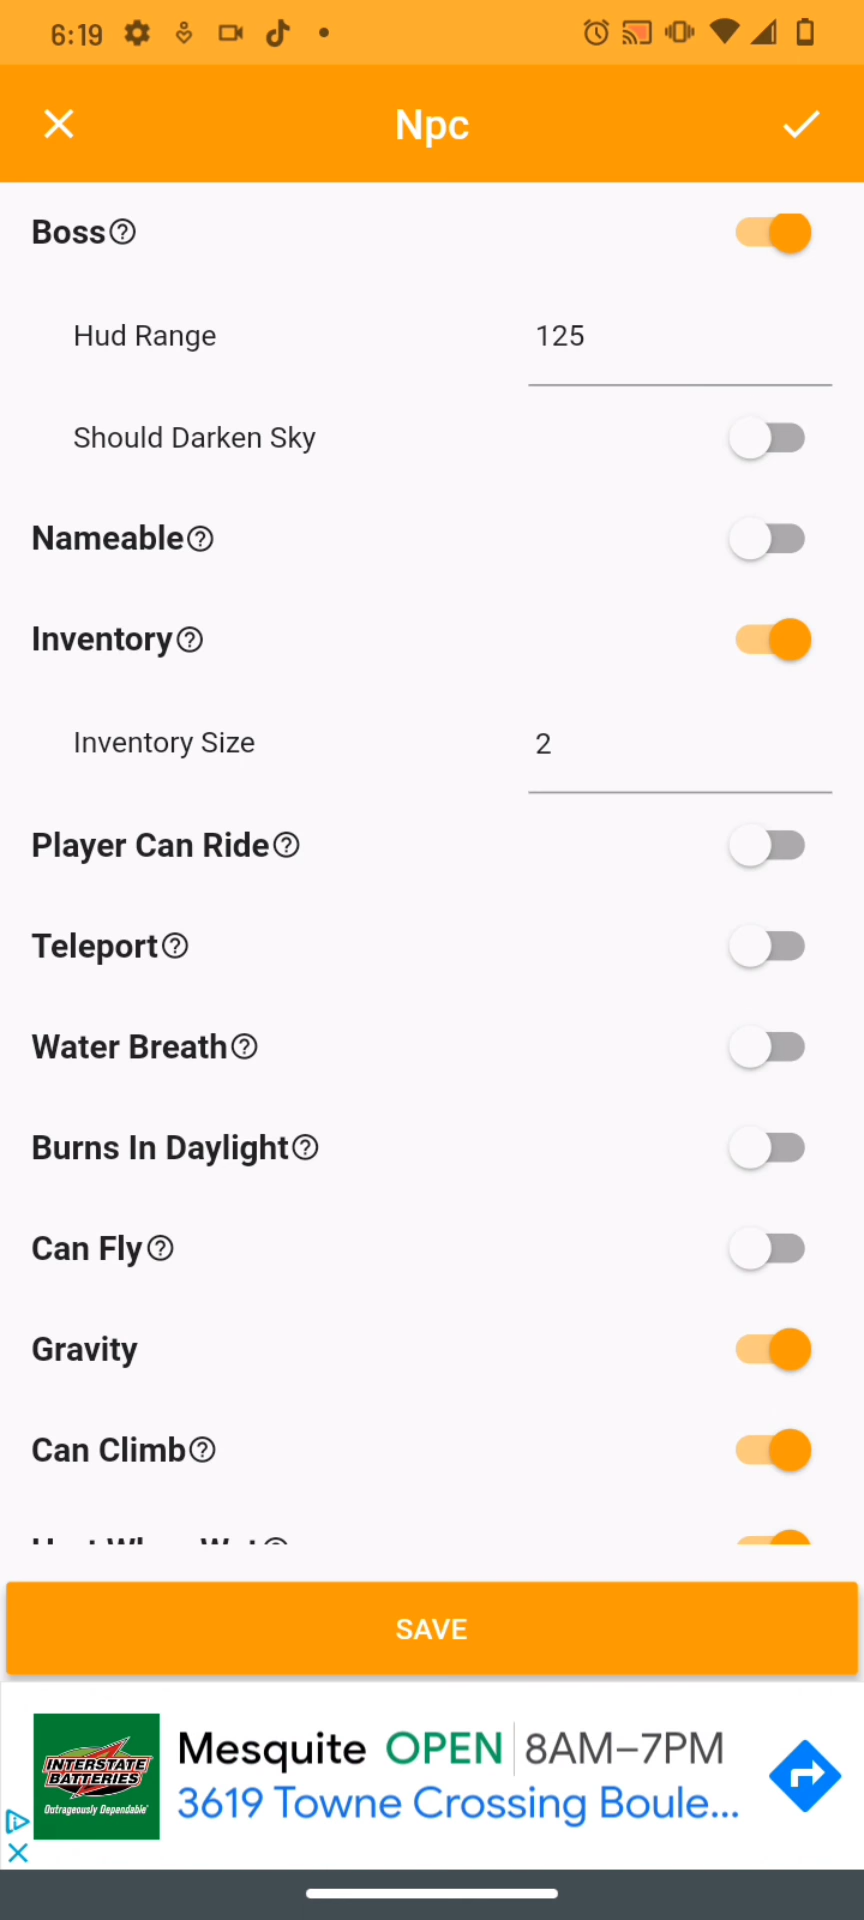 6:19
Npc
Boss
Hud Range
125
Should Darken Sky
Nameable
Inventory
Inventory Size
2
Player Can Ride
Teleport
Water Breath
Burns In Daylight
Can Fly
Gravity
Can Climb
SAVE
INTERSTATE
BATTERIES
Outrageously Dependable
Mesquite OPEN 8AM–7PM
3619 Towne Crossing Boule...